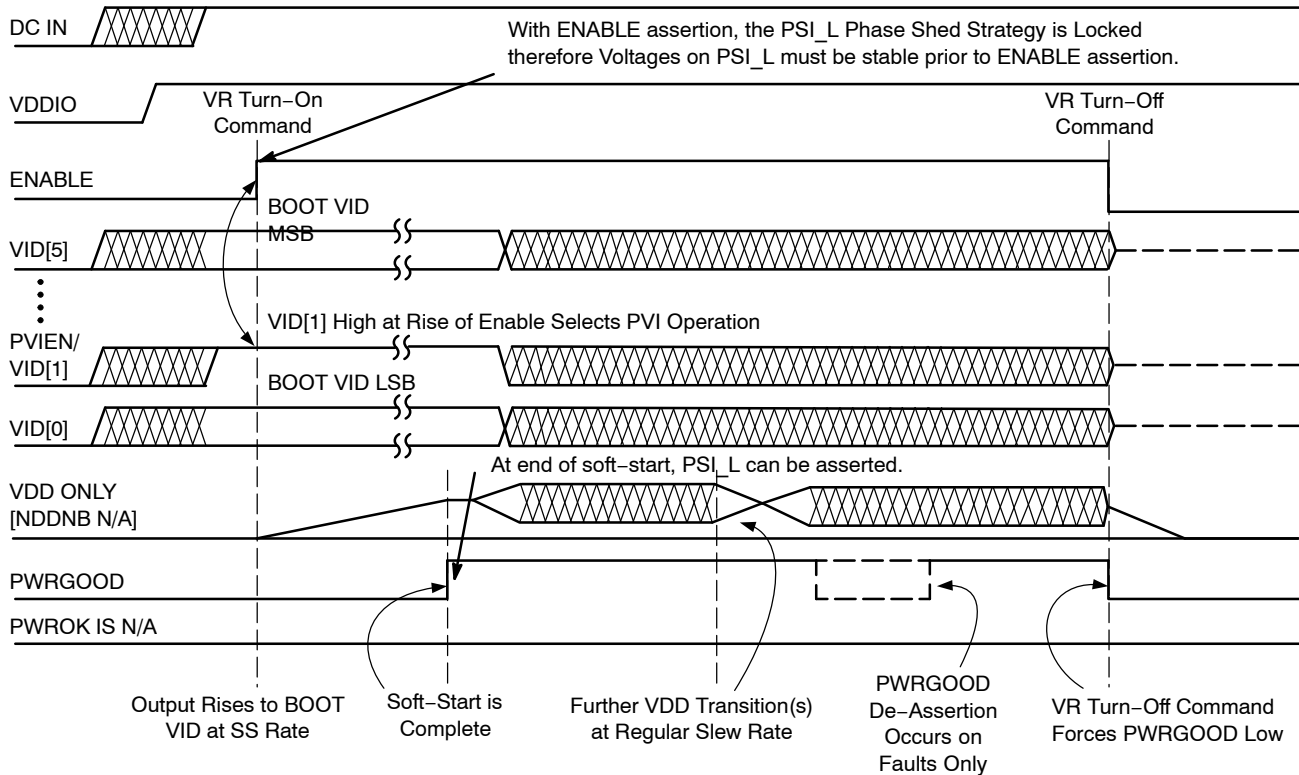 DC IN
With ENABLE assertion, the PSI_L Phase Shed Strategy is Locked
therefore Voltages on PSI_L must be stable prior to ENABLE assertion.
VDDIO
VR Turn−On
Command
VR Turn−Off
Command
ENABLE
BOOT VID
MSB
VID[5]
VID[1] High at Rise of Enable Selects PVI Operation
PVIEN/
VID[1]
BOOT VID LSB
VID[0]
At end of soft−start, PSI_L can be asserted.
VDD ONLY
[NDDNB N/A]
PWRGOOD
PWROK IS N/A
Output Rises to BOOT
VID at SS Rate
Soft−Start is
Complete
Further VDD Transition(s)
at Regular Slew Rate
PWRGOOD
De−Assertion
Occurs on
Faults Only
VR Turn−Off Command
Forces PWRGOOD Low